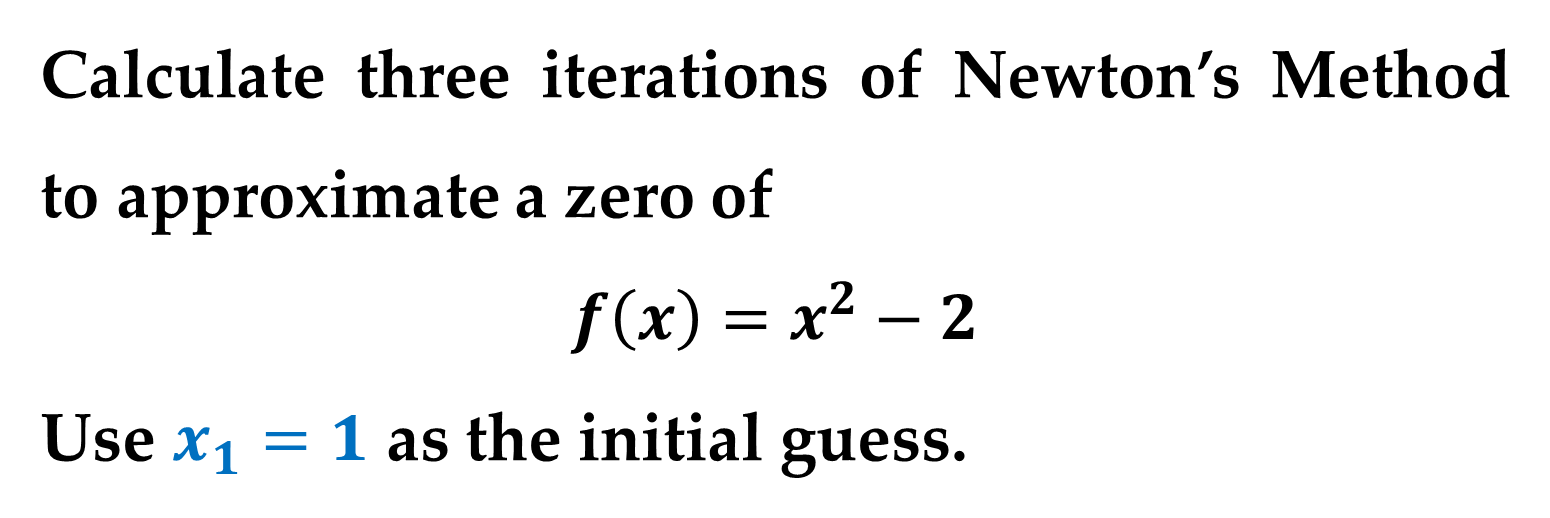 Calculate three iterations of Newton’s Method
to approximate a zero of
f(x) = x² − 2
Use x₁ = 1 as the initial guess.